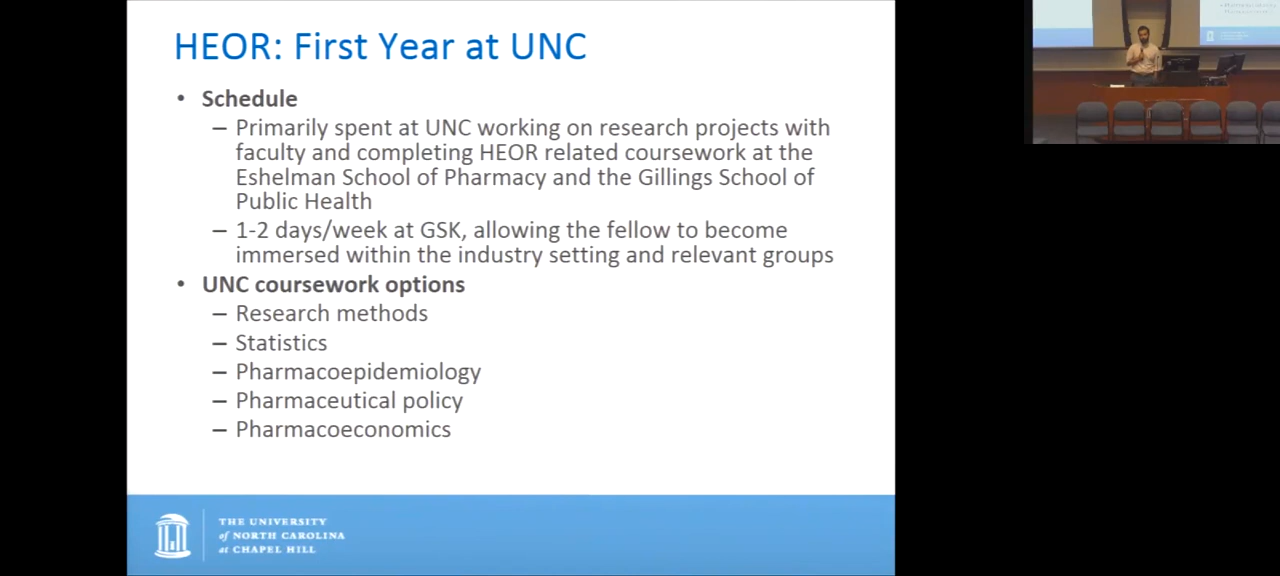 HEOR: First Year at UNC
• Schedule
– Primarily spent at UNC working on research projects with
faculty and completing HEOR related coursework at the
Eshelman School of Pharmacy and the Gillings School of
Public Health
– 1-2 days/week at GSK, allowing the fellow to become
immersed within the industry setting and relevant groups
• UNC coursework options
– Research methods
– Statistics
– Pharmacoepidemiology
– Pharmaceutical policy
– Pharmacoeconomics
THE UNIVERSITY
of NORTH CAROLINA
at CHAPEL HILL